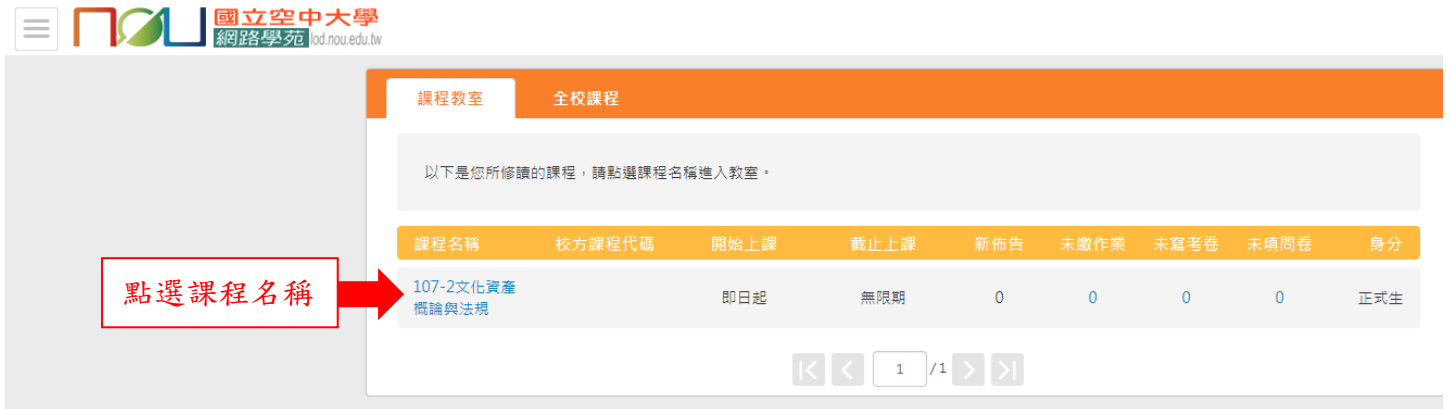 nou
國立空中大學
網路學苑 lod.nou.edu.tw
課程教室 全校課程
以下是您所修讀的課程，請點選課程名稱進入教室。
課程名稱 校方課程代碼 開始上課 截止上課 新佈告 未繳作業 未寫考卷 未填問卷 身分
點選課程名稱
107-2文化資產
概論與法規
即日起 無限期 0 0 0 0 正式生
1 /1